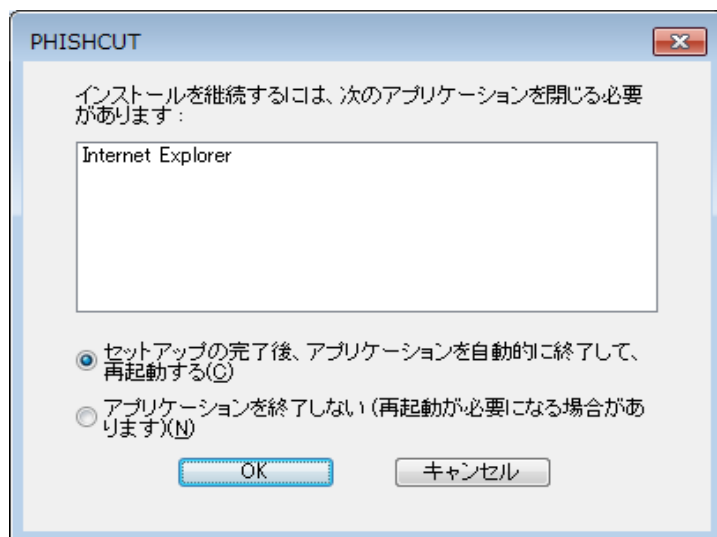 PHISHCUT
インストールを継続するには、次のアプリケーションを閉じる必要
があります：
Internet Explorer
セットアップの完了後、アプリケーションを自動的に終了して、
再起動する(C)
アプリケーションを終了しない（再起動が必要になる場合があ
ります）(N)
OK
キャンセル